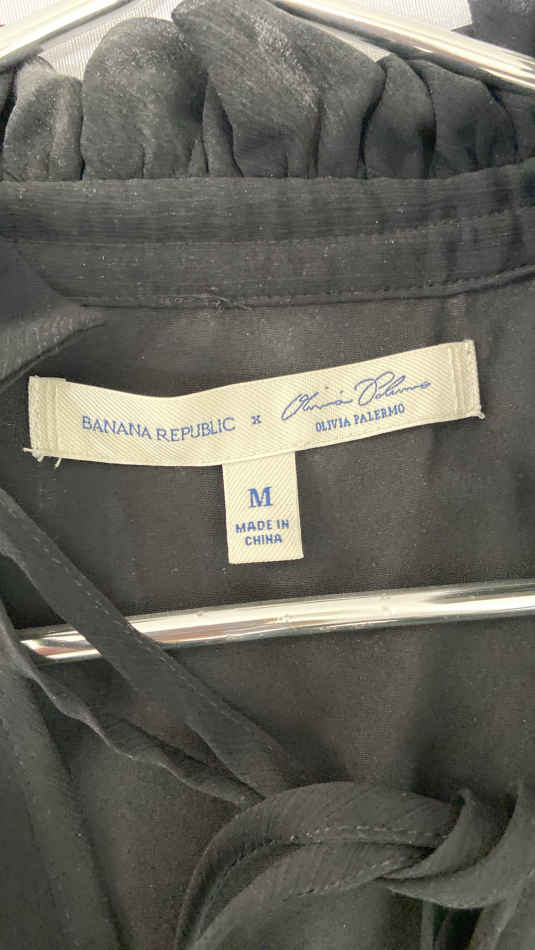 BANANA REPUBLIC x Olivia Palermo
OLIVIA PALERMO
M
MADE IN
CHINA